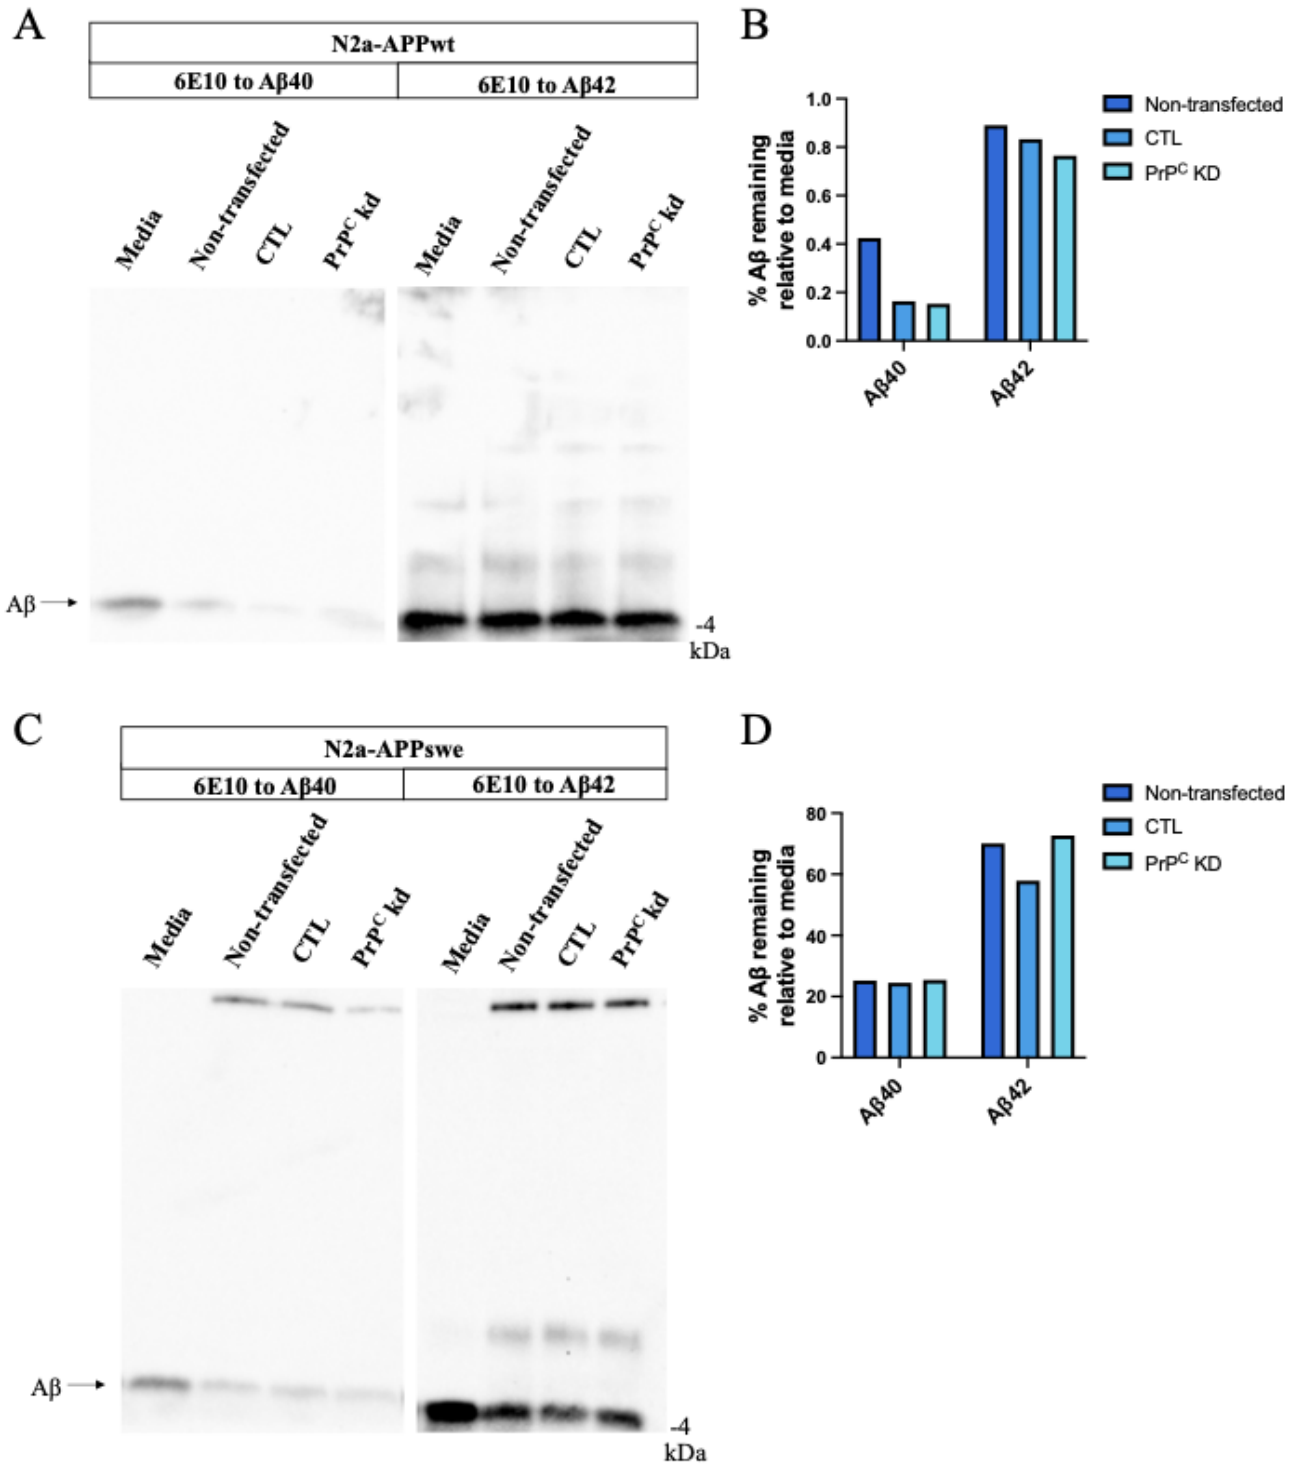 A
N2a-APPwt
6E10 to Aβ40
6E10 to Aβ42
Media
Non-transfected
CTL
PrPᶜ kd
Media
Non-transfected
CTL
PrPᶜ kd
Aβ
-4
kDa
B
% Aβ remaining
relative to media
1.0
0.8
0.6
0.4
0.2
0.0
Aβ40
Aβ42
Non-transfected
CTL
PrPᶜ KD
C
N2a-APPswe
6E10 to Aβ40
6E10 to Aβ42
Media
Non-transfected
CTL
PrPᶜ kd
Media
Non-transfected
CTL
PrPᶜ kd
Aβ
-4
kDa
D
% Aβ remaining
relative to media
80
60
40
20
0
Aβ40
Aβ42
Non-transfected
CTL
PrPᶜ KD